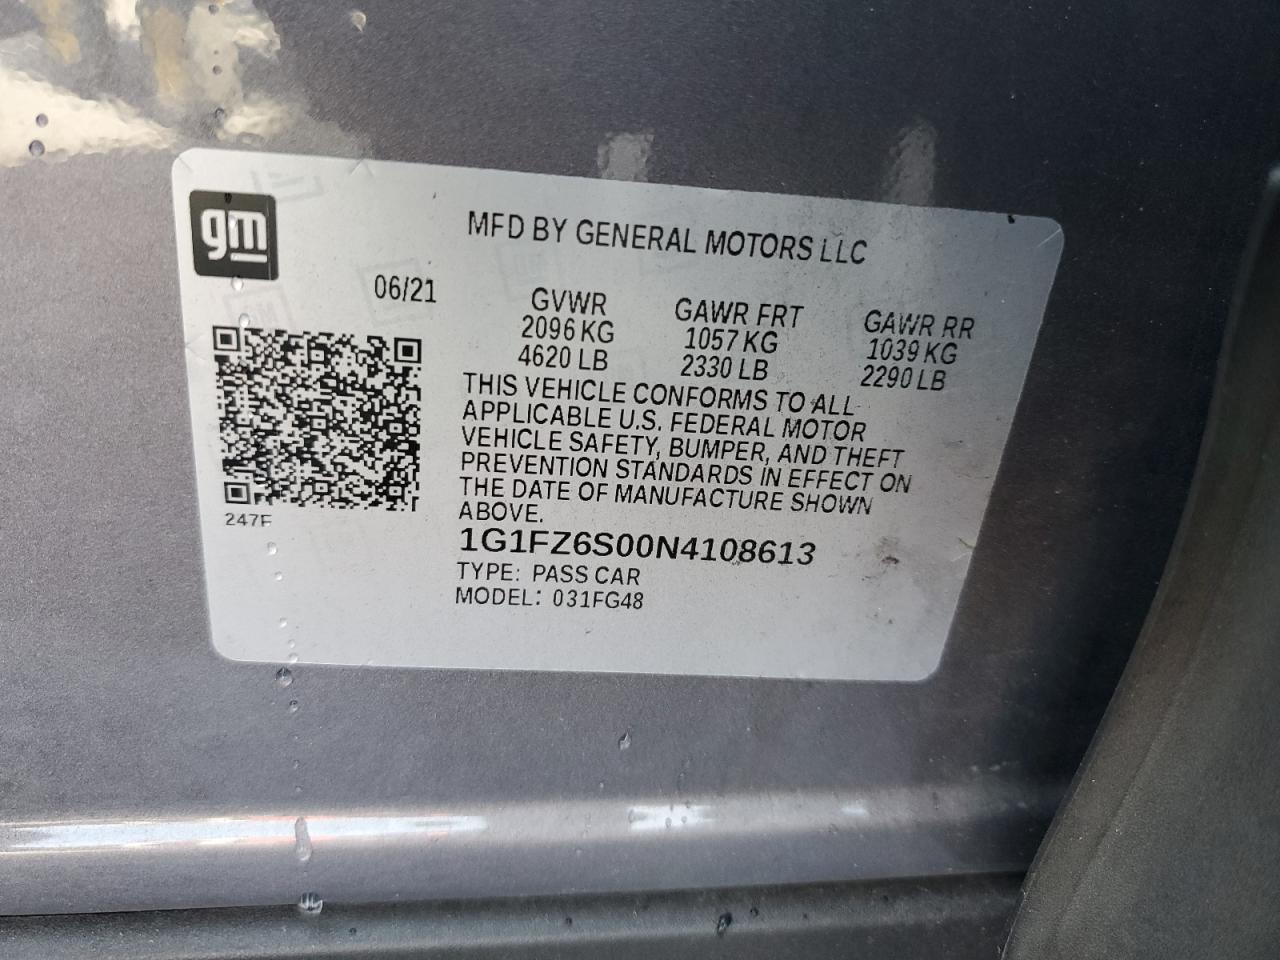 gm
MFD BY GENERAL MOTORS LLC
06/21
GVWR GAWR FRT GAWR RR
2096 KG 1057 KG 1039 KG
4620 LB 2330 LB 2290 LB
THIS VEHICLE CONFORMS TO ALL
APPLICABLE U.S. FEDERAL MOTOR
VEHICLE SAFETY, BUMPER, AND THEFT
PREVENTION STANDARDS IN EFFECT ON
THE DATE OF MANUFACTURE SHOWN
ABOVE.
247F
1G1FZ6S00N4108613
TYPE: PASS CAR
MODEL: 031FG48